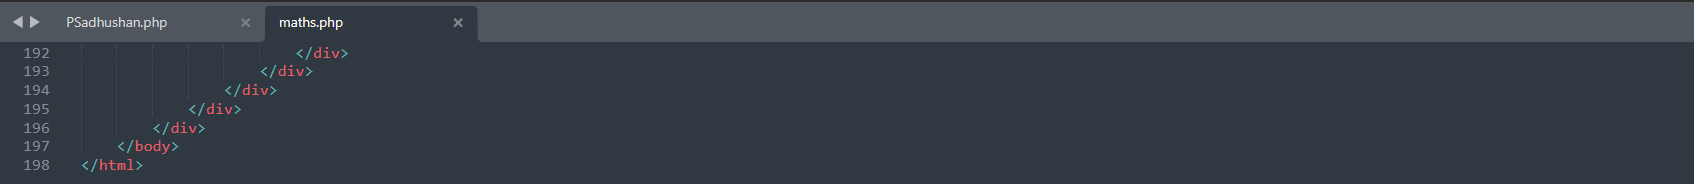 PSadhushan.php × maths.php ×
192 </div>
193 </div>
194 </div>
195 </div>
196 </div>
197 </body>
198 </html>